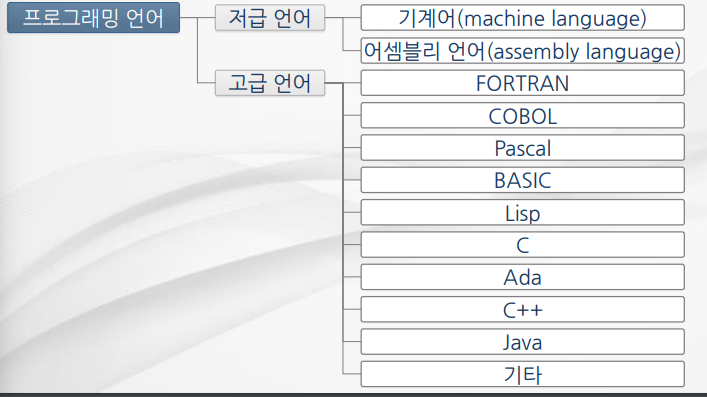 프로그래밍 언어
저급 언어
기계어(machine language)
어셈블리 언어(assembly language)
고급 언어
FORTRAN
COBOL
Pascal
BASIC
Lisp
C
Ada
C++
Java
기타